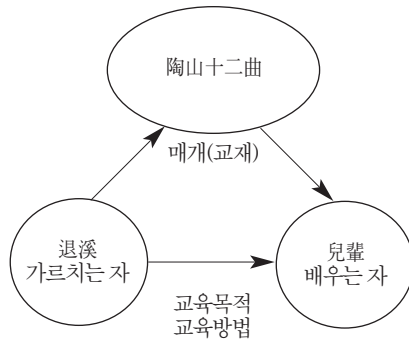 陶山十二曲
매개(교재)
退溪
가르치는 자
兒輩
배우는 자
교육목적
교육방법